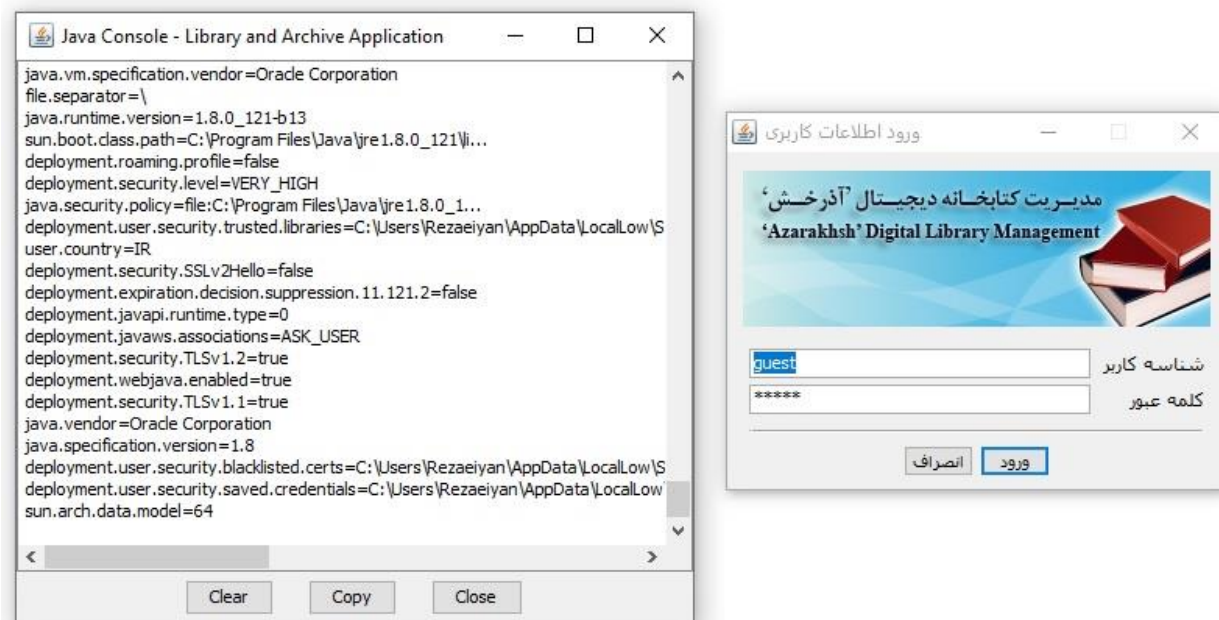 Java Console - Library and Archive Application
java.vm.specification.vendor=Oracle Corporation
file.separator=\
java.runtime.version=1.8.0_121-b13
sun.boot.class.path=C:\Program Files\Java\jre1.8.0_121\li...
deployment.roaming.profile=false
deployment.security.level=VERY_HIGH
java.security.policy=file:C:\Program Files\Java\jre1.8.0_1...
deployment.user.security.trusted.libraries=C:\Users\Rezaeiyan\AppData\LocalLow\S
user.country=IR
deployment.security.SSLv2Hello=false
deployment.expiration.decision.suppression.11.121.2=false
deployment.javapi.runtime.type=0
deployment.javaws.associations=ASK_USER
deployment.security.TLSv1.2=true
deployment.webjava.enabled=true
deployment.security.TLSv1.1=true
java.vendor=Oracle Corporation
java.specification.version=1.8
deployment.user.security.blacklisted.certs=C:\Users\Rezaeiyan\AppData\LocalLow\S
deployment.user.security.saved.credentials=C:\Users\Rezaeiyan\AppData\LocalLow
sun.arch.data.model=64
Clear Copy Close
ورود اطلاعات کاربری
مدیــریت کتابخــانه دیجیــتال ’آذرخــش‘
‘Azarakhsh’ Digital Library Management
شناسه کاربر guest
کلمه عبور *****
ورود انصراف